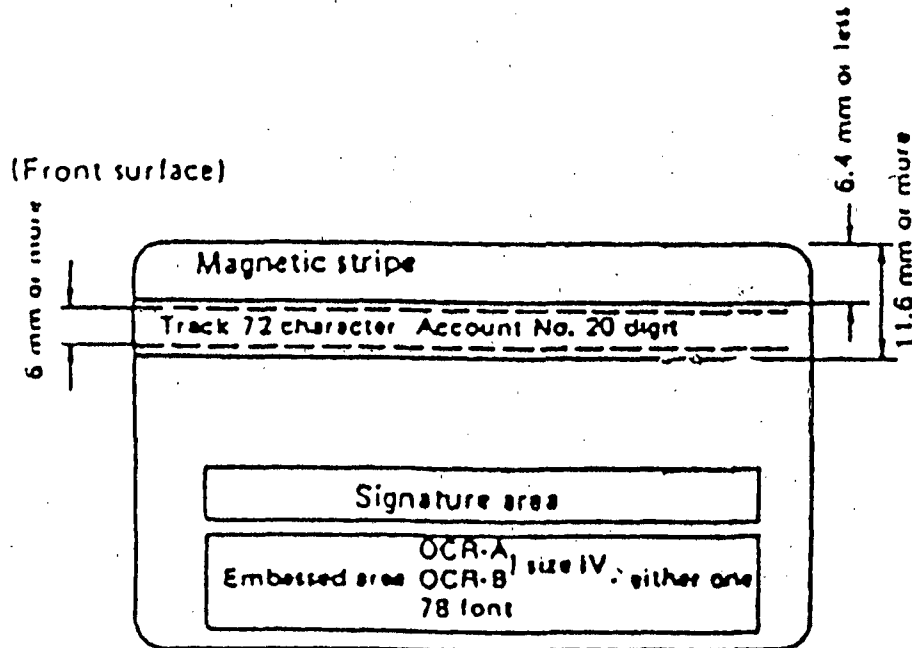 6.4 mm or less
11.6 mm or more
(Front surface)
6 mm or more
Magnetic stripe
Track 72 character Account No. 20 digit
Signature area
OCR-A
Embassed area OCR-B } size IV, either one
78 font